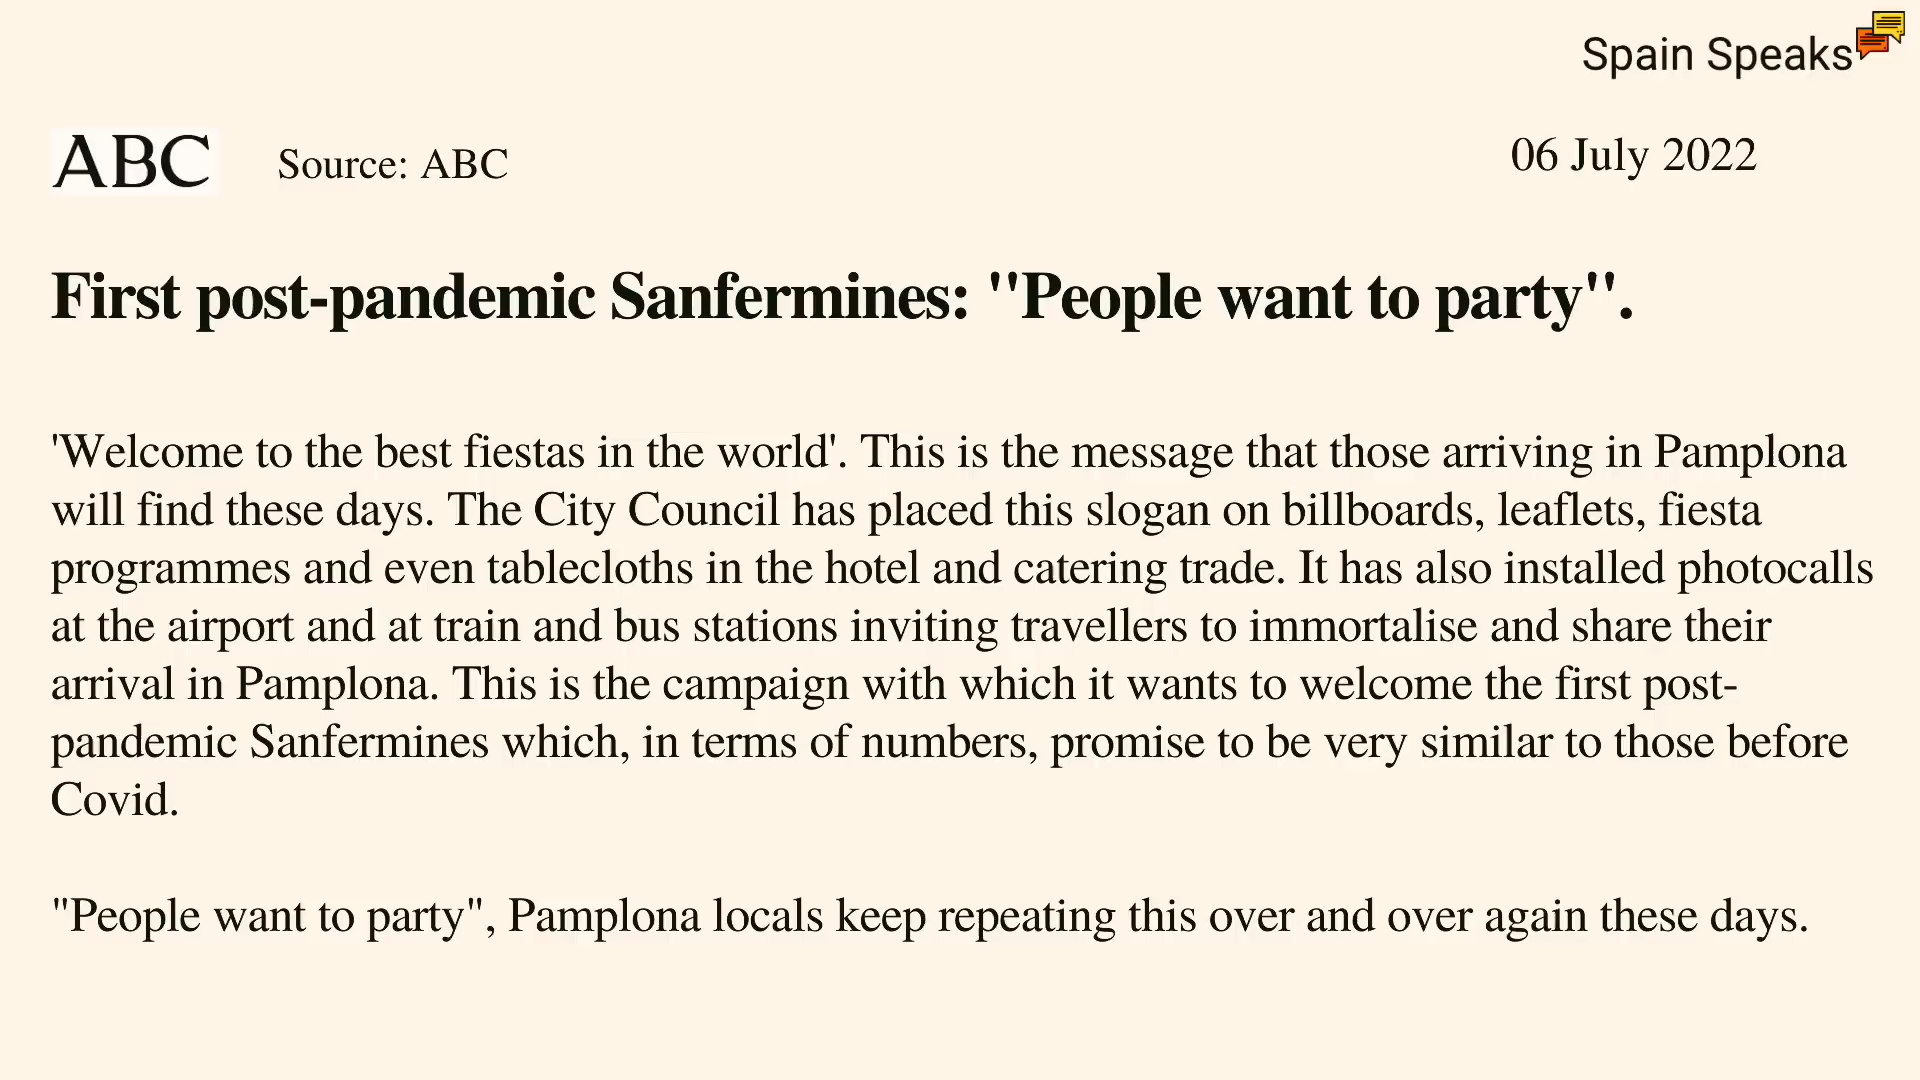 Spain Speaks
ABC
Source: ABC
06 July 2022
First post-pandemic Sanfermines: "People want to party".
'Welcome to the best fiestas in the world'. This is the message that those arriving in Pamplona
will find these days. The City Council has placed this slogan on billboards, leaflets, fiesta
programmes and even tablecloths in the hotel and catering trade. It has also installed photocalls
at the airport and at train and bus stations inviting travellers to immortalise and share their
arrival in Pamplona. This is the campaign with which it wants to welcome the first post-
pandemic Sanfermines which, in terms of numbers, promise to be very similar to those before
Covid.
"People want to party", Pamplona locals keep repeating this over and over again these days.